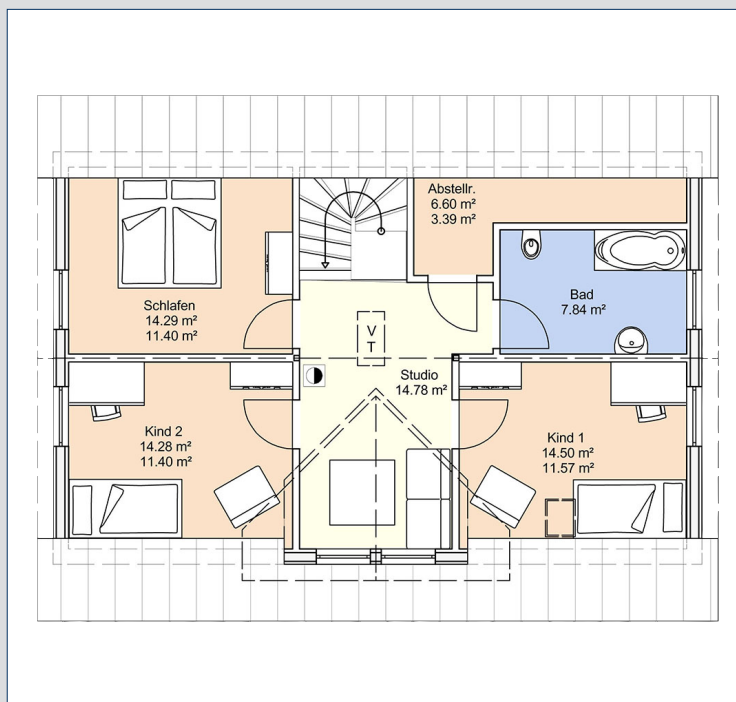 Abstellr.
6.60 m²
3.39 m²
Schlafen
14.29 m²
11.40 m²
Bad
7.84 m²
V
T
Studio
14.78 m²
Kind 2
14.28 m²
11.40 m²
Kind 1
14.50 m²
11.57 m²